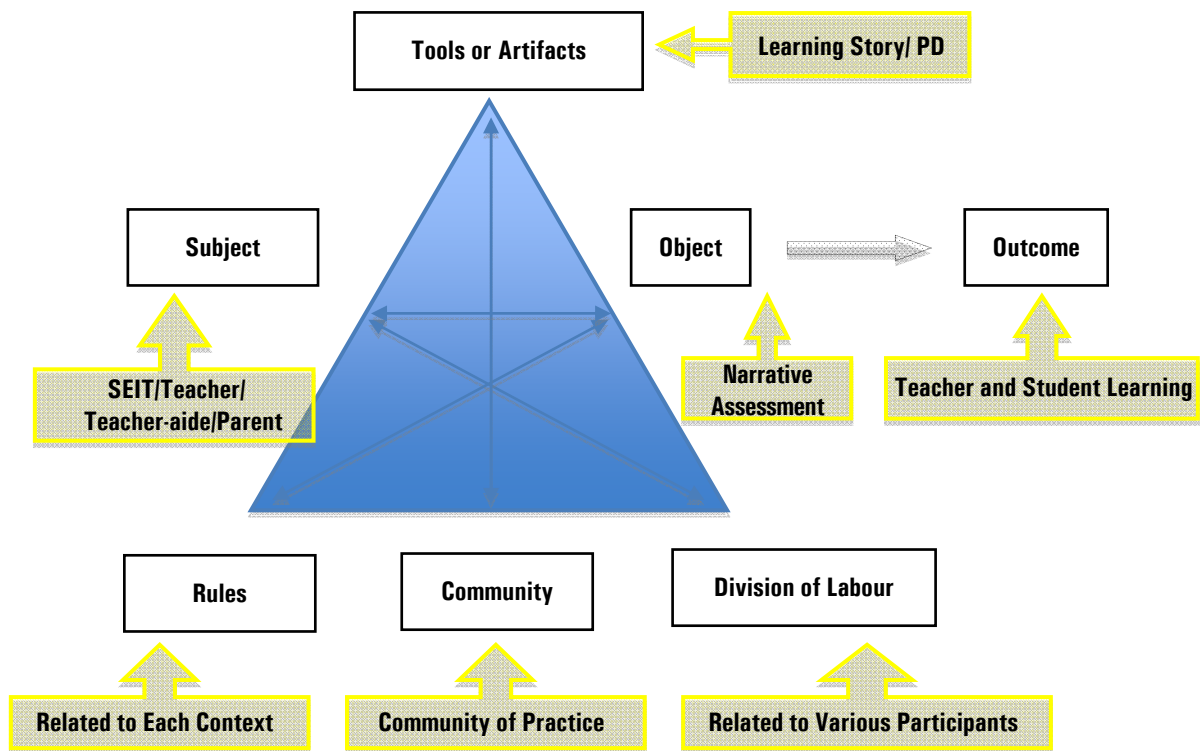 Tools or Artifacts
Learning Story/ PD
Subject
Object
Outcome
SEIT/Teacher/
Teacher-aide/Parent
Narrative
Assessment
Teacher and Student Learning
Rules
Community
Division of Labour
Related to Each Context
Community of Practice
Related to Various Participants